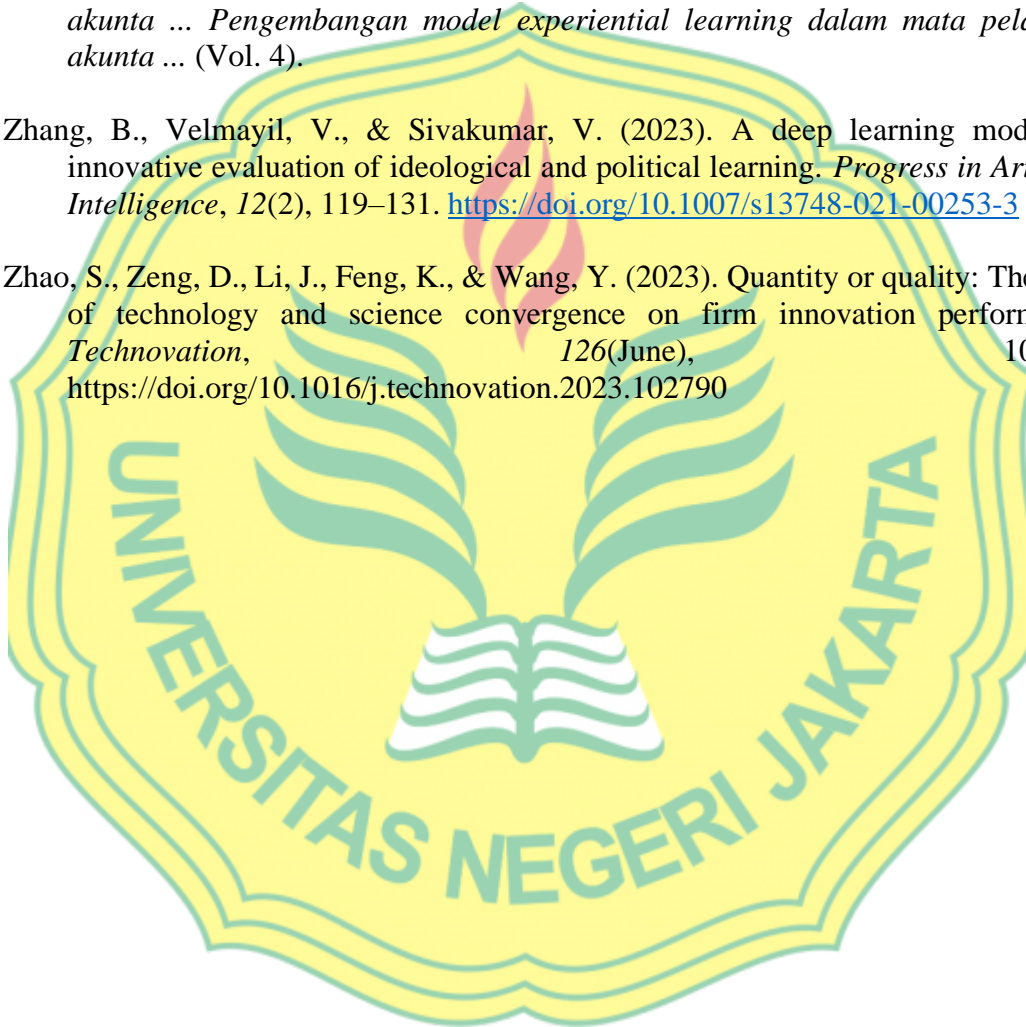 akunta ... Pengembangan model experiential learning dalam mata pela
akunta ... (Vol. 4).
Zhang, B., Velmayil, V., & Sivakumar, V. (2023). A deep learning mod
innovative evaluation of ideological and political learning. Progress in Ar
Intelligence, 12(2), 119–131. https://doi.org/10.1007/s13748-021-00253-3
Zhao, S., Zeng, D., Li, J., Feng, K., & Wang, Y. (2023). Quantity or quality: The
of technology and science convergence on firm innovation perform
Technovation, 126(June), 10
https://doi.org/10.1016/j.technovation.2023.102790
UNIVERSITAS NEGERI JAKARTA